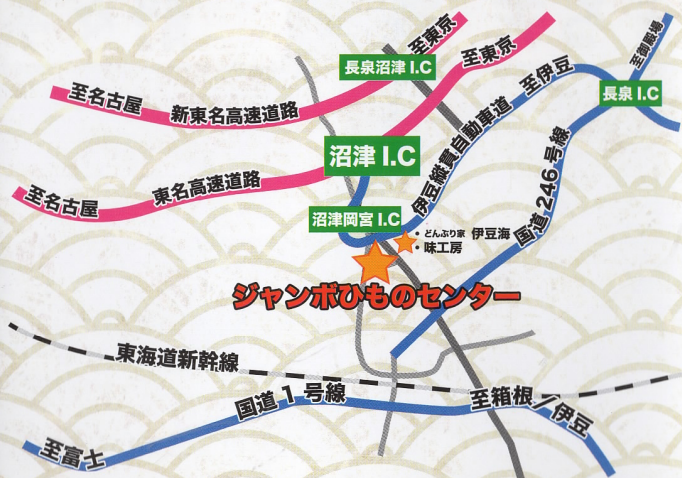 至東京
至御殿場
長泉沼津 I.C
至東京
至名古屋
新東名高速道路
至伊豆
長泉 I.C
沼津 I.C
伊豆縦貫自動車道
国道 246 号線
東名高速道路
至名古屋
沼津岡宮 I.C
・どんぶり家 伊豆海
・味工房
ジャンボひものセンター
東海道新幹線
国道 1 号線
至箱根／伊豆
至富士